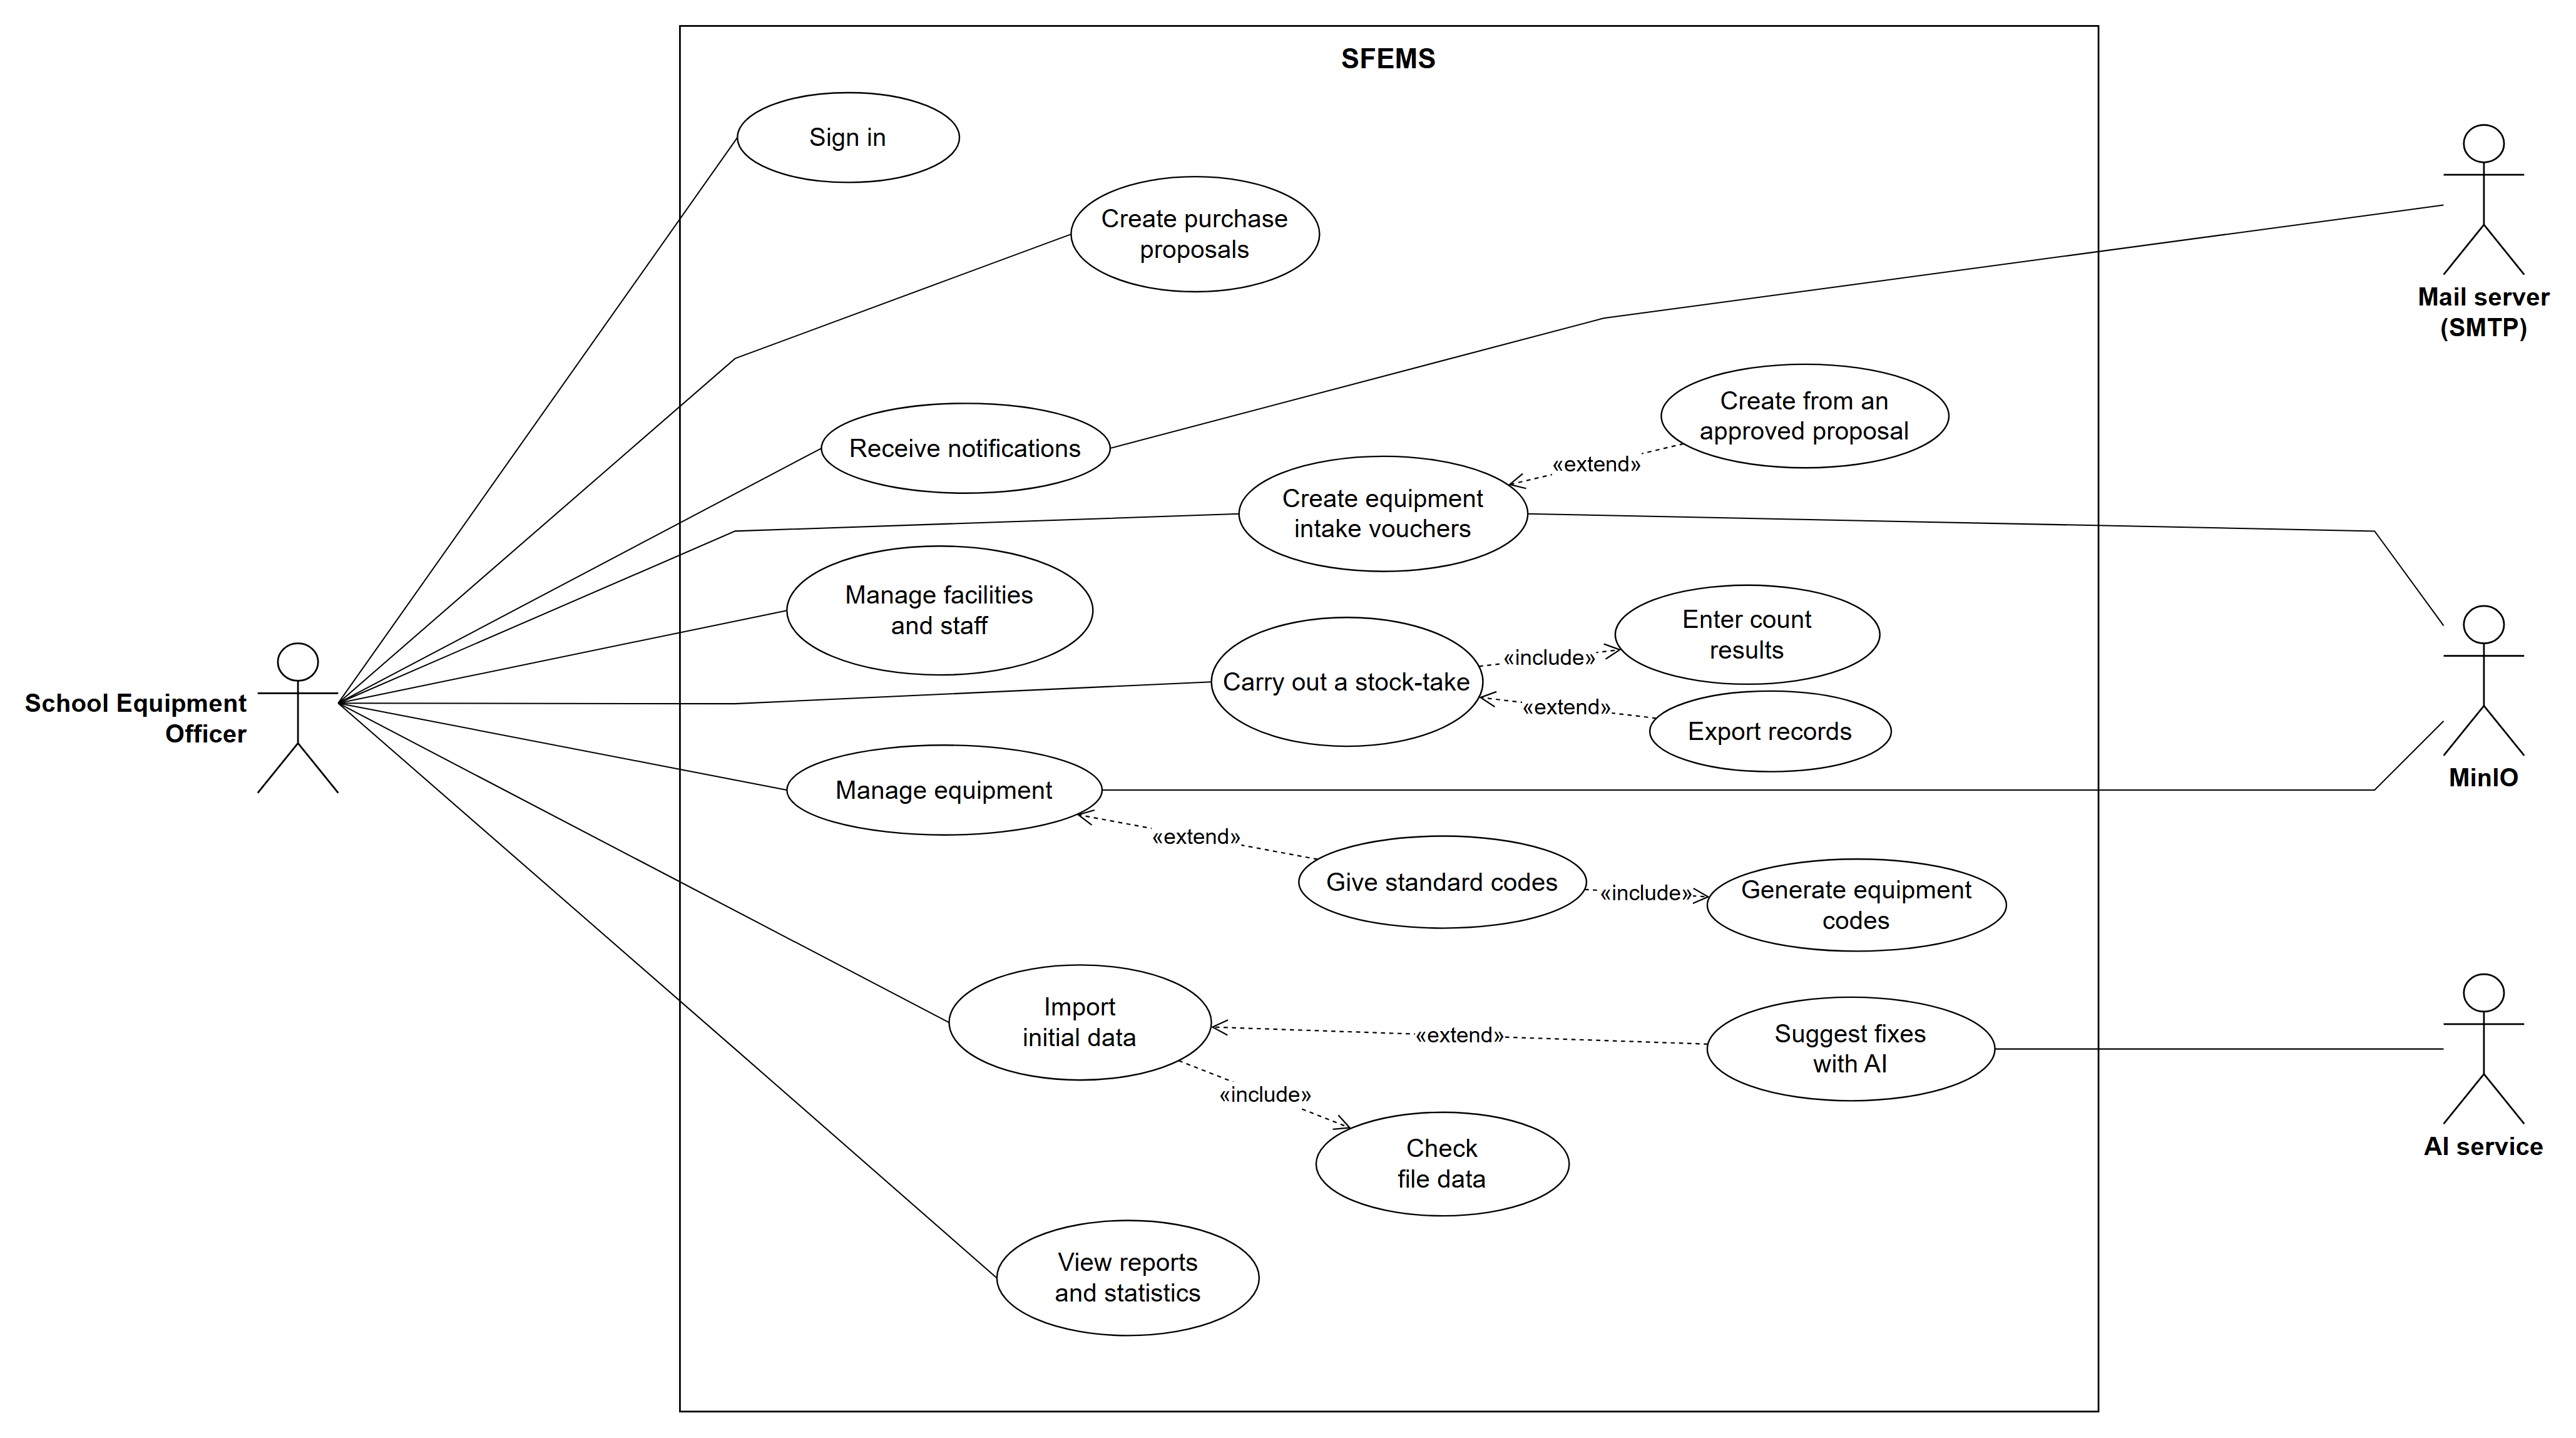 SFEMS
Sign in
Create purchase
proposals
Mail server
(SMTP)
Receive notifications
Create from an
approved proposal
«extend»
Create equipment
intake vouchers
Manage facilities
and staff
Enter count
results
«include»
Carry out a stock-take
«extend»
Export records
School Equipment
Officer
MinIO
Manage equipment
«extend»
Give standard codes
«include»
Generate equipment
codes
Import
initial data
«extend»
Suggest fixes
with AI
«include»
Check
file data
AI service
View reports
and statistics